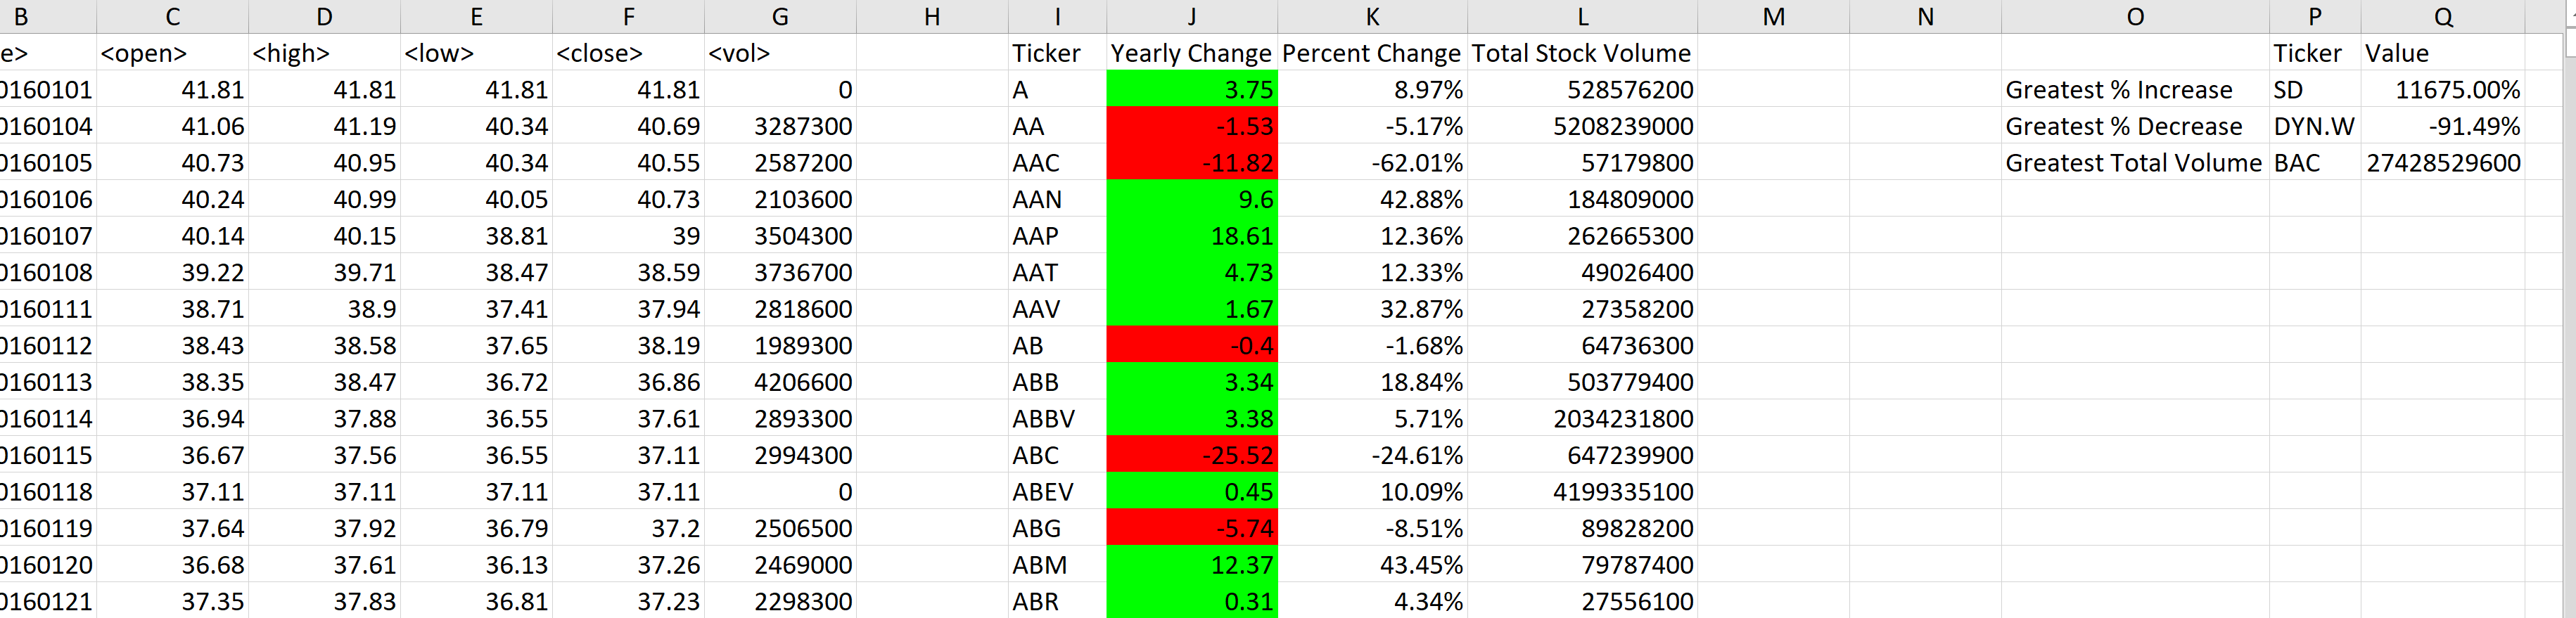 B C D E F G H I J K L M N O P Q
e> <open> <high> <low> <close> <vol> Ticker Yearly Change Percent Change Total Stock Volume Ticker Value
0160101 41.81 41.81 41.81 41.81 0 A 3.75 8.97% 528576200 Greatest % Increase SD 11675.00%
0160104 41.06 41.19 40.34 40.69 3287300 AA -1.53 -5.17% 5208239000 Greatest % Decrease DYN.W -91.49%
0160105 40.73 40.95 40.34 40.55 2587200 AAC -11.82 -62.01% 57179800 Greatest Total Volume BAC 27428529600
0160106 40.24 40.99 40.05 40.73 2103600 AAN 9.6 42.88% 184809000
0160107 40.14 40.15 38.81 39 3504300 AAP 18.61 12.36% 262665300
0160108 39.22 39.71 38.47 38.59 3736700 AAT 4.73 12.33% 49026400
0160111 38.71 38.9 37.41 37.94 2818600 AAV 1.67 32.87% 27358200
0160112 38.43 38.58 37.65 38.19 1989300 AB -0.4 -1.68% 64736300
0160113 38.35 38.47 36.72 36.86 4206600 ABB 3.34 18.84% 503779400
0160114 36.94 37.88 36.55 37.61 2893300 ABBV 3.38 5.71% 2034231800
0160115 36.67 37.56 36.55 37.11 2994300 ABC -25.52 -24.61% 647239900
0160118 37.11 37.11 37.11 37.11 0 ABEV 0.45 10.09% 4199335100
0160119 37.64 37.92 36.79 37.2 2506500 ABG -5.74 -8.51% 89828200
0160120 36.68 37.61 36.13 37.26 2469000 ABM 12.37 43.45% 79787400
0160121 37.35 37.83 36.81 37.23 2298300 ABR 0.31 4.34% 27556100